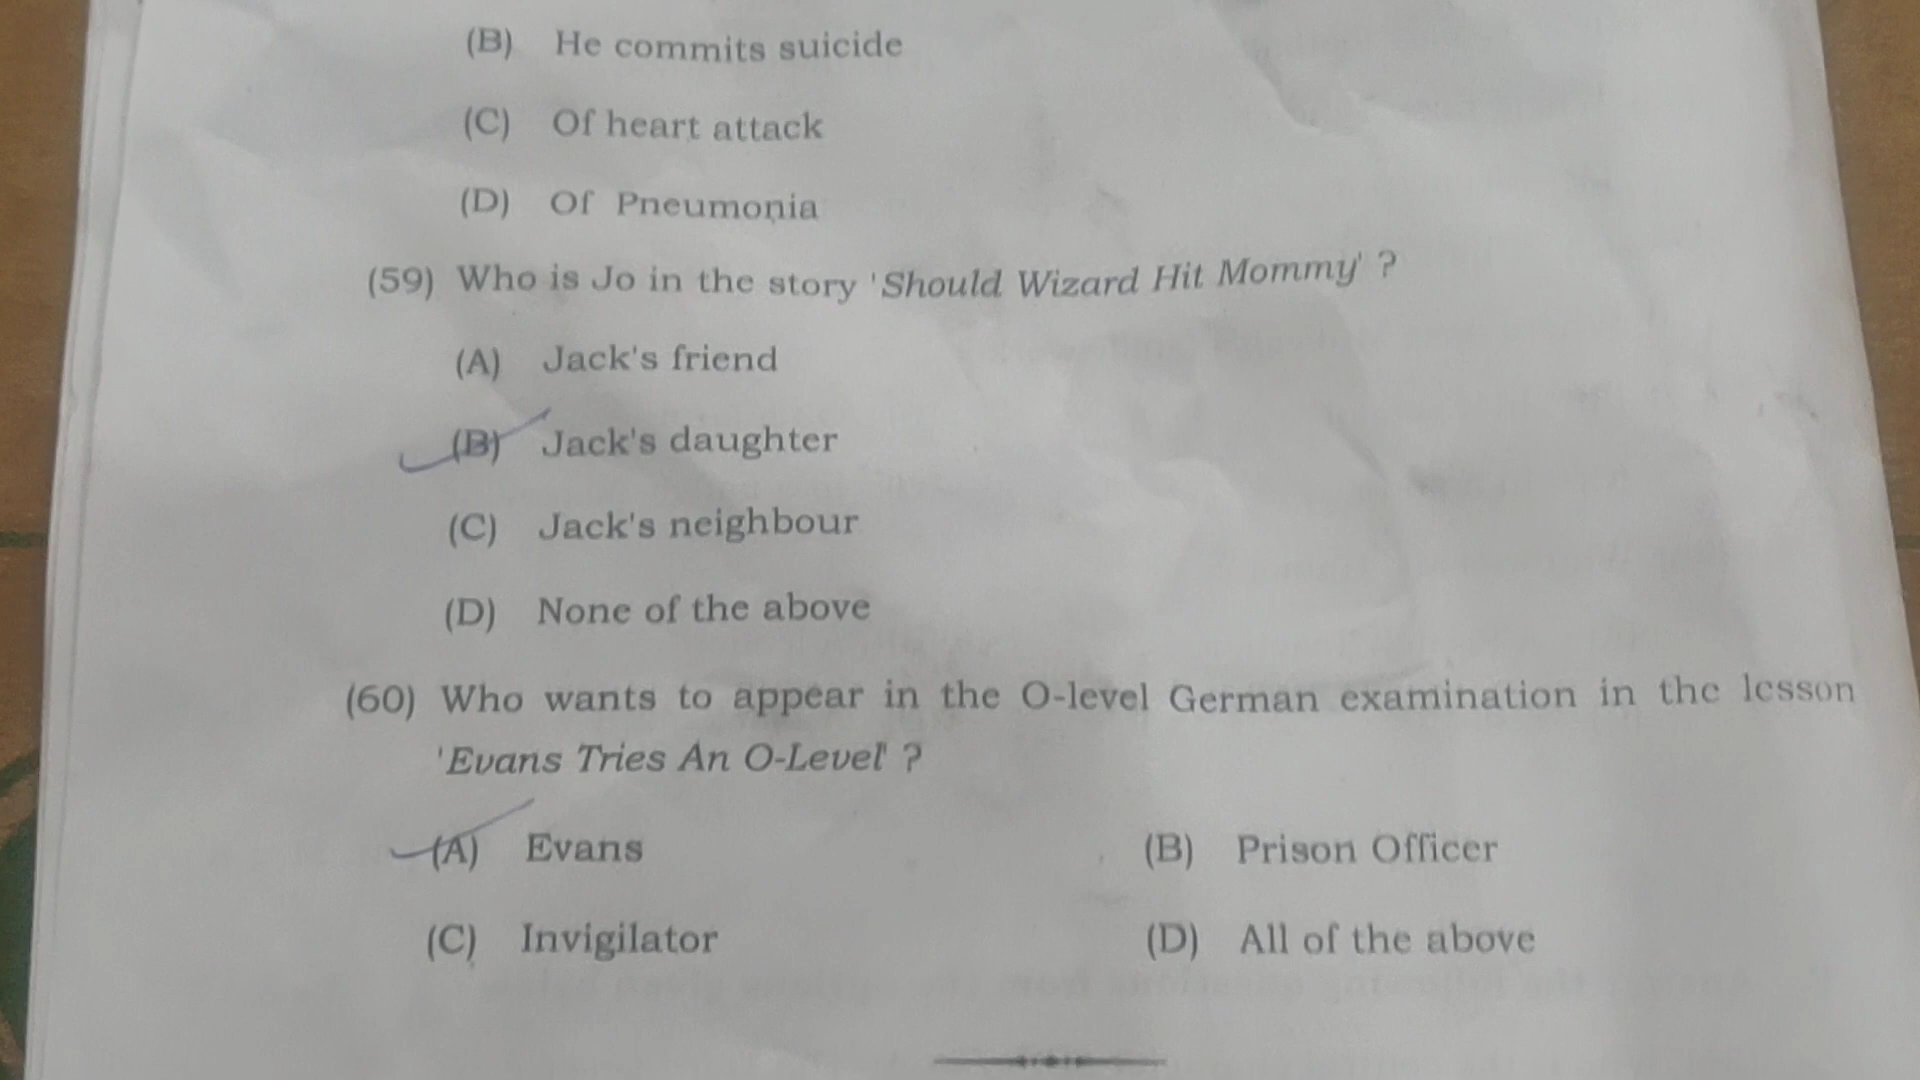 (B) He commits suicide
(C) Of heart attack
(D) Of Pneumonia
(59) Who is Jo in the story 'Should Wizard Hit Mommy' ?
(A) Jack's friend
(B) Jack's daughter
(C) Jack's neighbour
(D) None of the above
(60) Who wants to appear in the O-level German examination in the lesson
'Evans Tries An O-Level' ?
(A) Evans (B) Prison Officer
(C) Invigilator (D) All of the above